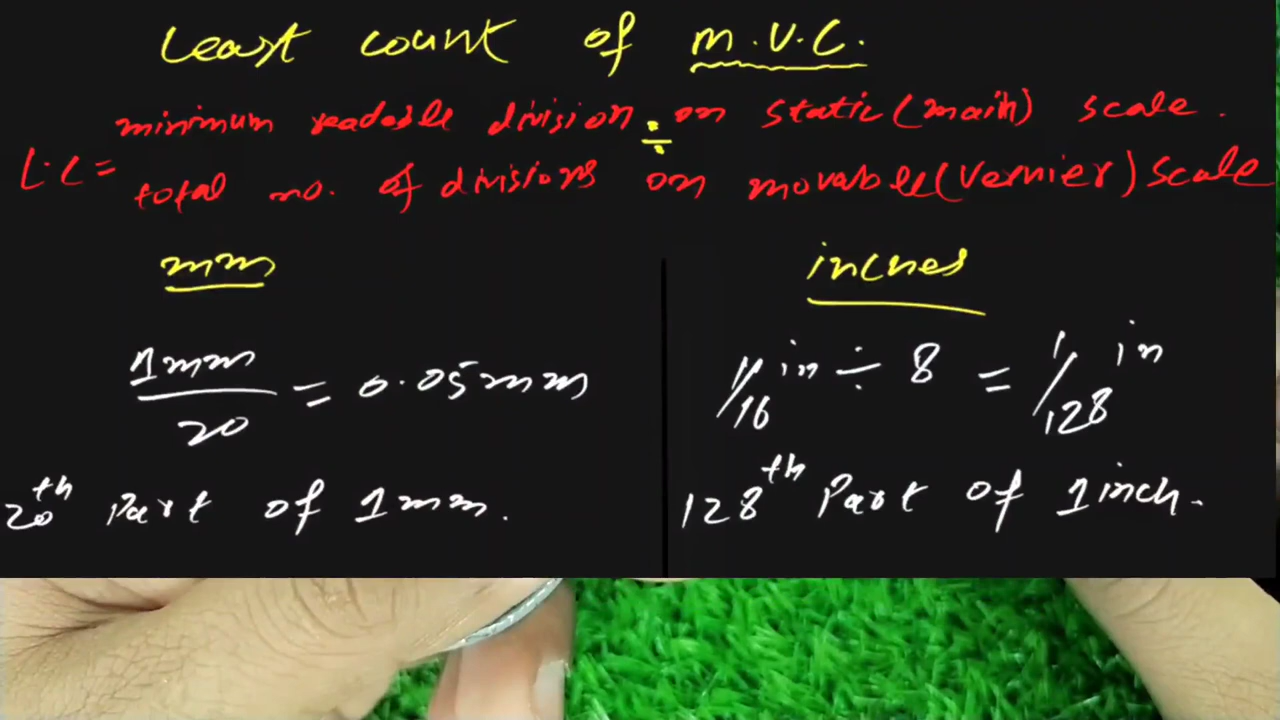 Least count of m.V.C.
minimum readable division ÷ on static(main) scale.
L.C=
total no. of divisions on movable(Vernier) scale
mm
inches
1mm/20 = 0.05mm
1/16 in ÷ 8 = 1/128 in
20th Part of 1mm.
128th Part of 1inch.